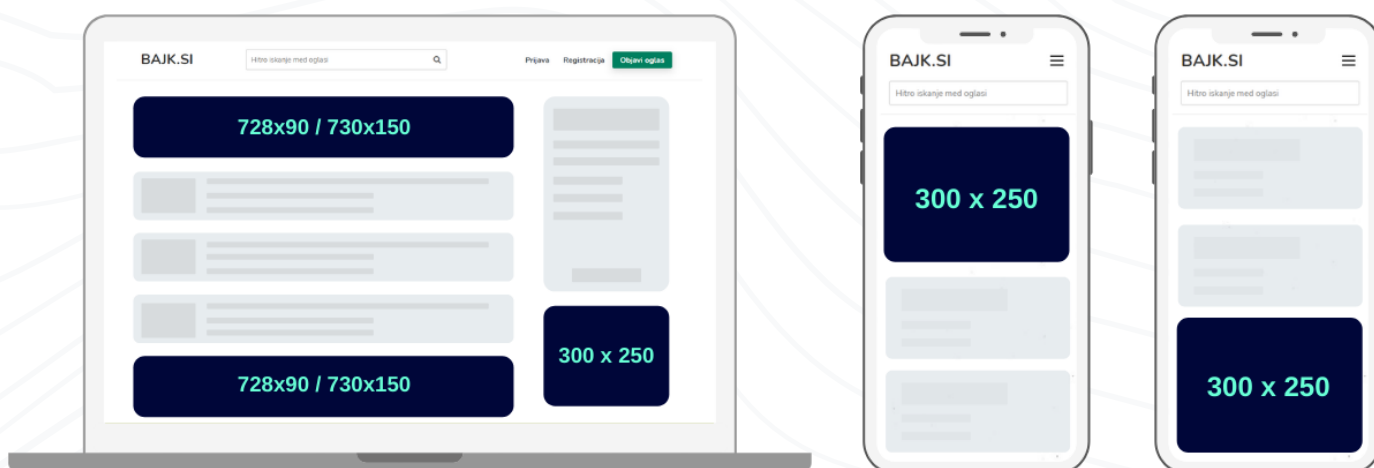 BAJK.SI
Hitro iskanje med oglasi
Prijava Registracija Objavi oglas
728x90 / 730x150
300 x 250
728x90 / 730x150
BAJK.SI
Hitro iskanje med oglasi
300 x 250
BAJK.SI
Hitro iskanje med oglasi
300 x 250